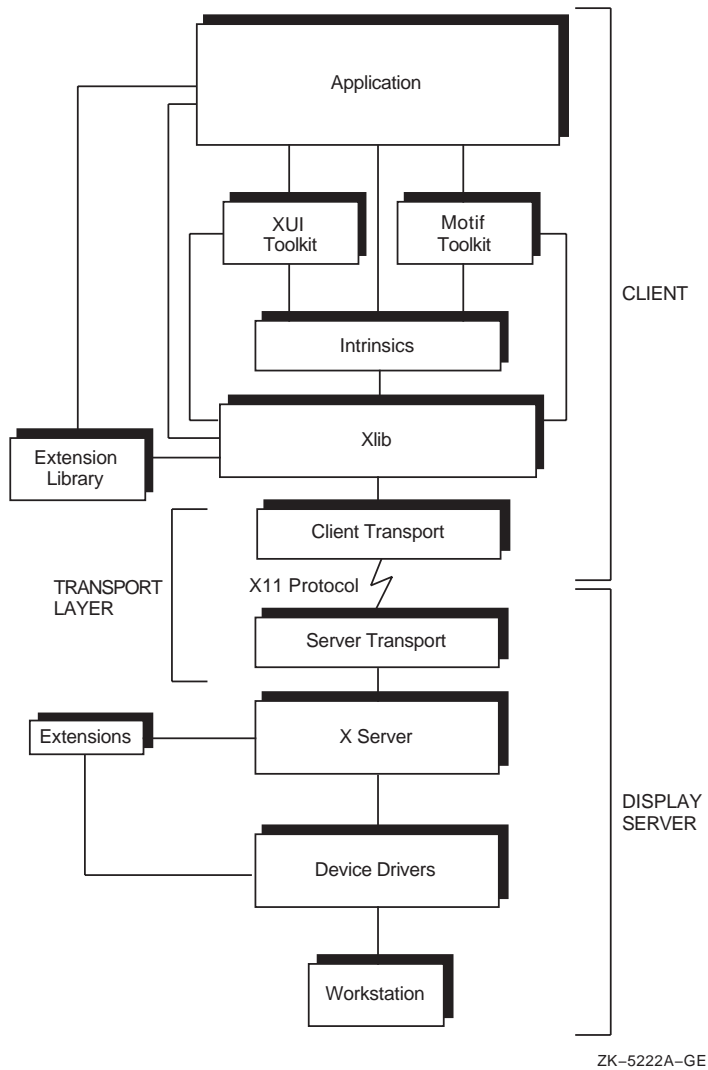 Application
XUI
Toolkit
Motif
Toolkit
CLIENT
Intrinsics
Xlib
Extension
Library
Client Transport
TRANSPORT
LAYER
X11 Protocol
Server Transport
Extensions
X Server
DISPLAY
SERVER
Device Drivers
Workstation
ZK–5222A–GE